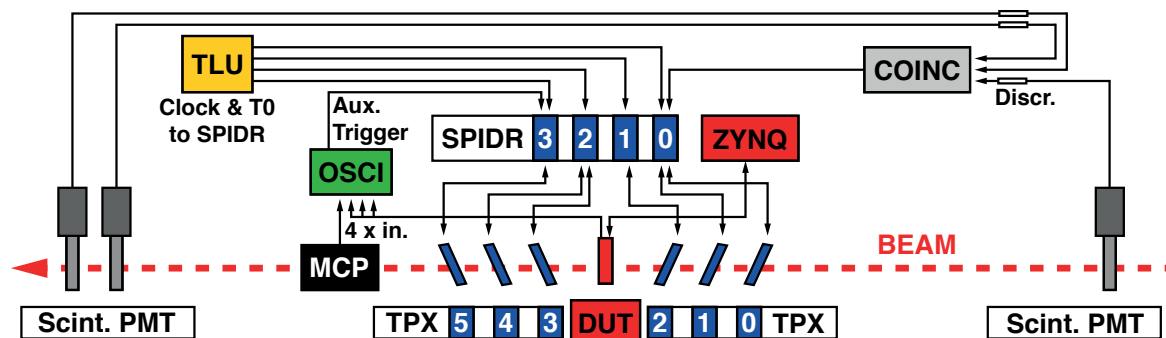 TLU
Clock & T0
to SPIDR
Aux.
Trigger
OSCI
4 x in.
MCP
SPIDR 3 2 1 0
ZYNQ
COINC
Discr.
BEAM
Scint. PMT
TPX 5 4 3 DUT 2 1 0 TPX
Scint. PMT